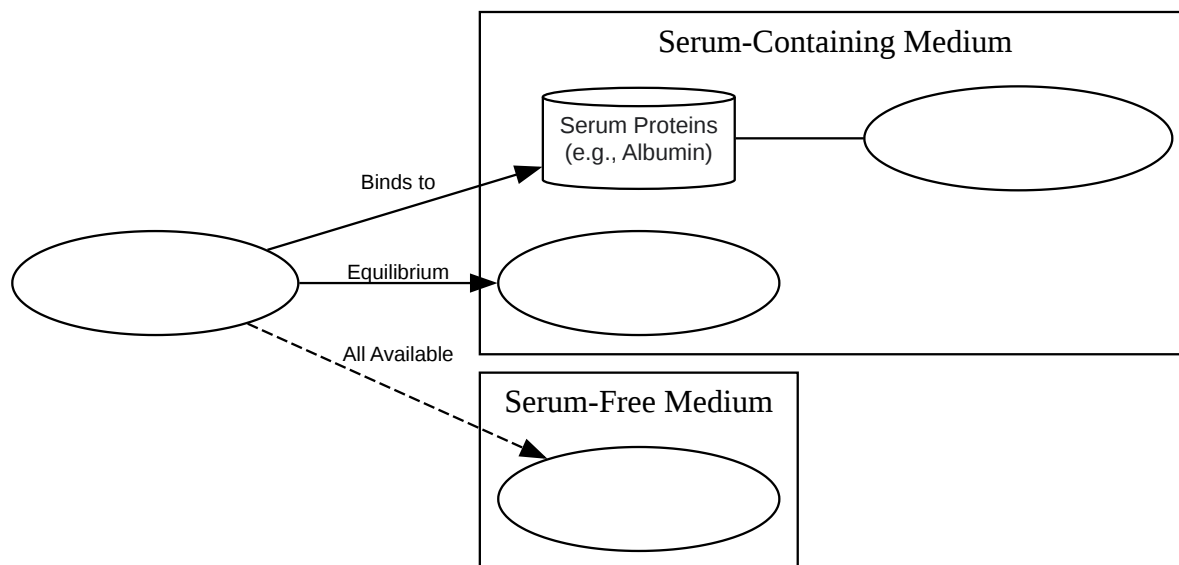 Serum-Containing Medium
Serum Proteins
(e.g., Albumin)
Binds to
Equilibrium
All Available
Serum-Free Medium